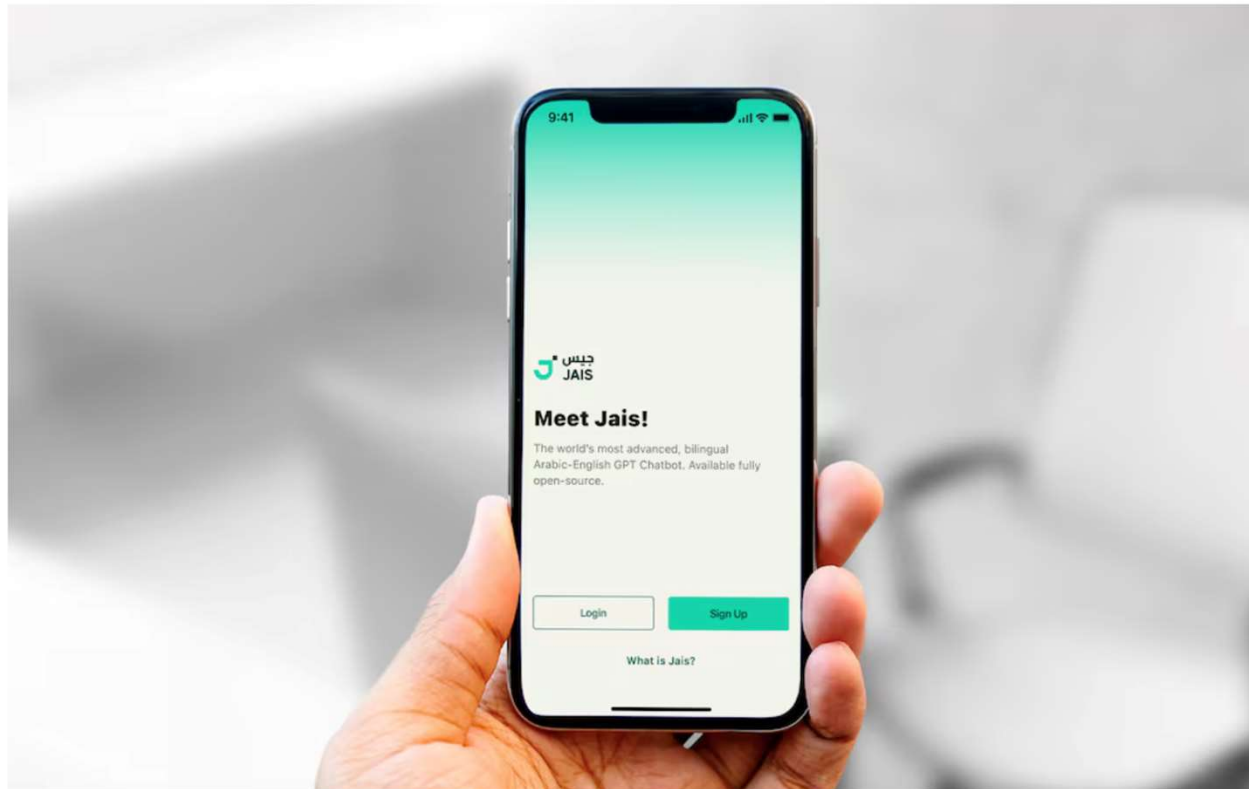 9:41
جيس
JAIS
Meet Jais!
The world's most advanced, bilingual
Arabic-English GPT Chatbot. Available fully
open-source.
Login
Sign Up
What is Jais?